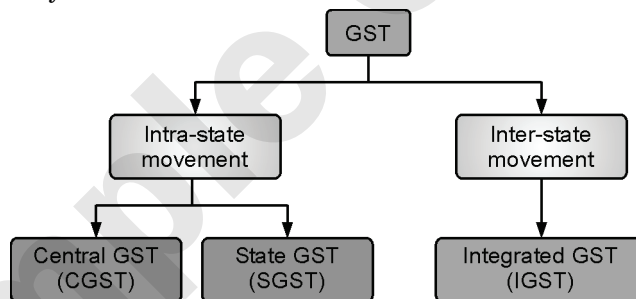 GST
Intra-state
movement
Inter-state
movement
Central GST
(CGST)
State GST
(SGST)
Integrated GST
(IGST)